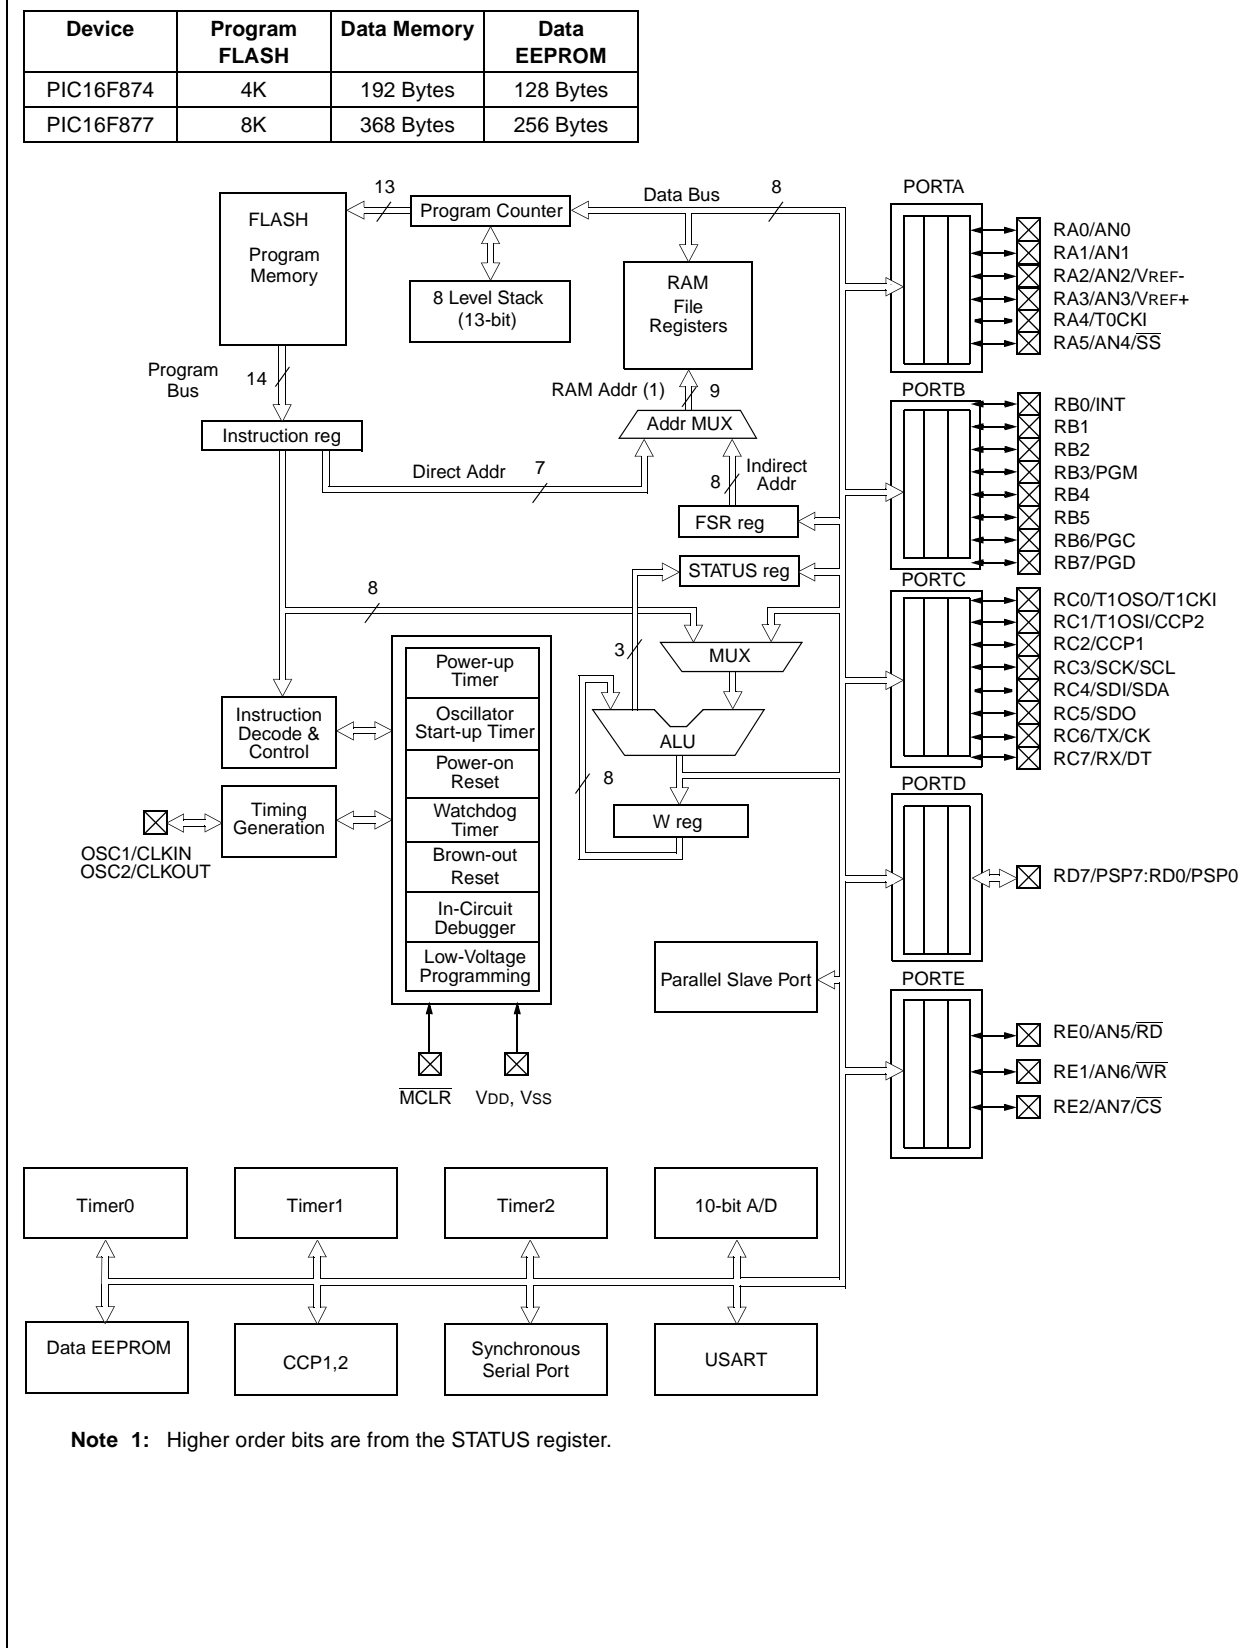 Device Program FLASH Data Memory Data EEPROM
PIC16F874 4K 192 Bytes 128 Bytes
PIC16F877 8K 368 Bytes 256 Bytes
13
Program Counter
Data Bus
8
FLASH
Program
Memory
8 Level Stack
(13-bit)
RAM
File
Registers
Program
Bus
14
RAM Addr (1)
9
Addr MUX
Instruction reg
Direct Addr
7
8
Indirect
Addr
FSR reg
STATUS reg
8
3
MUX
Power-up
Timer
Oscillator
Start-up Timer
Power-on
Reset
Watchdog
Timer
Brown-out
Reset
In-Circuit
Debugger
Low-Voltage
Programming
Instruction
Decode &
Control
ALU
8
W reg
Timing
Generation
OSC1/CLKIN
OSC2/CLKOUT
MCLR
VDD, VSS
Parallel Slave Port
PORTA
RA0/AN0
RA1/AN1
RA2/AN2/VREF-
RA3/AN3/VREF+
RA4/T0CKI
RA5/AN4/SS
PORTB
RB0/INT
RB1
RB2
RB3/PGM
RB4
RB5
RB6/PGC
RB7/PGD
PORTC
RC0/T1OSO/T1CKI
RC1/T1OSI/CCP2
RC2/CCP1
RC3/SCK/SCL
RC4/SDI/SDA
RC5/SDO
RC6/TX/CK
RC7/RX/DT
PORTD
RD7/PSP7:RD0/PSP0
PORTE
RE0/AN5/RD
RE1/AN6/WR
RE2/AN7/CS
Timer0
Timer1
Timer2
10-bit A/D
Data EEPROM
CCP1,2
Synchronous
Serial Port
USART
Note 1: Higher order bits are from the STATUS register.